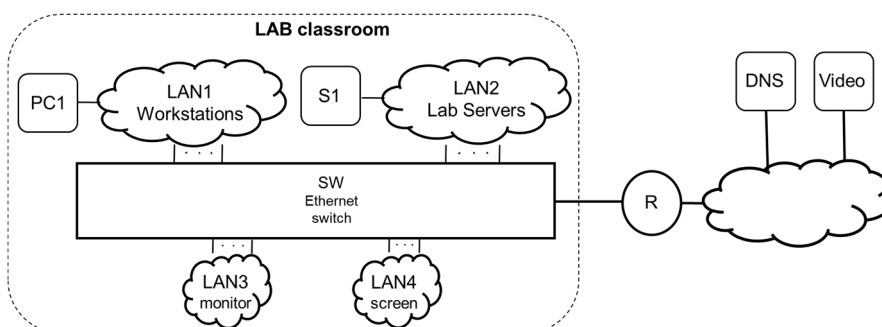 LAB classroom
PC1
LAN1
Workstations
S1
LAN2
Lab Servers
DNS
Video
. . .
. . .
SW
Ethernet
switch
R
. . .
. . .
LAN3
monitor
LAN4
screen